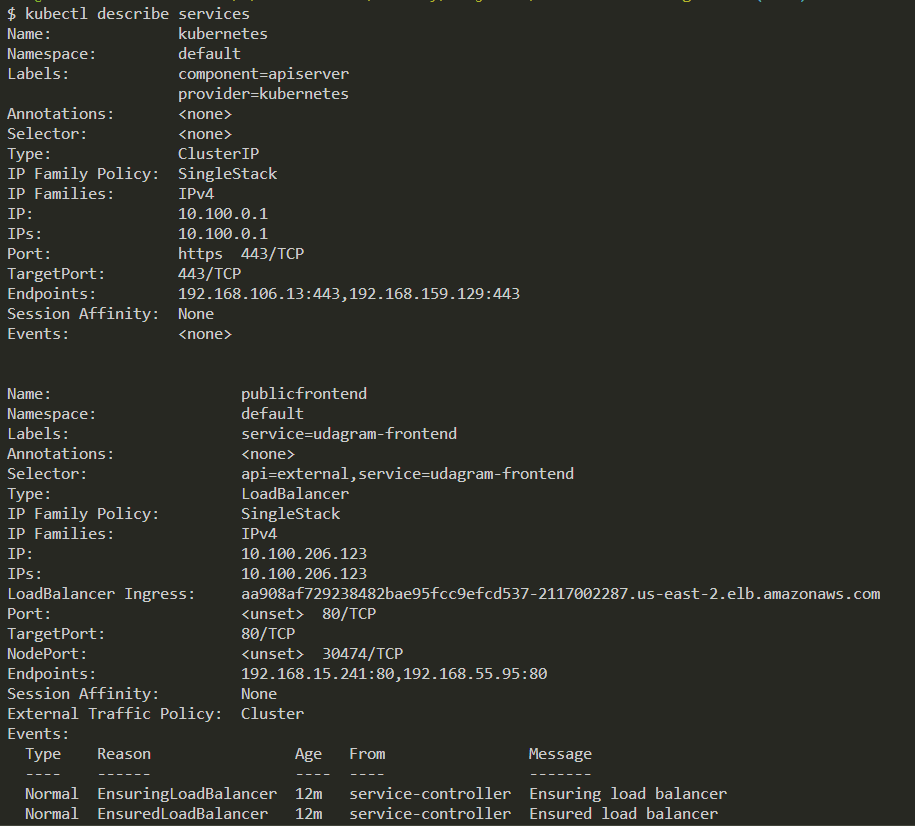 $ kubectl describe services
Name:              kubernetes
Namespace:         default
Labels:            component=apiserver
                   provider=kubernetes
Annotations:       <none>
Selector:          <none>
Type:              ClusterIP
IP Family Policy:  SingleStack
IP Families:       IPv4
IP:                10.100.0.1
IPs:               10.100.0.1
Port:              https  443/TCP
TargetPort:        443/TCP
Endpoints:         192.168.106.13:443,192.168.159.129:443
Session Affinity:  None
Events:            <none>
Name:                     publicfrontend
Namespace:                default
Labels:                   service=udagram-frontend
Annotations:              <none>
Selector:                 api=external,service=udagram-frontend
Type:                     LoadBalancer
IP Family Policy:         SingleStack
IP Families:              IPv4
IP:                       10.100.206.123
IPs:                      10.100.206.123
LoadBalancer Ingress:     aa908af729238482bae95fcc9efcd537-2117002287.us-east-2.elb.amazonaws.com
Port:                     <unset>  80/TCP
TargetPort:               80/TCP
NodePort:                 <unset>  30474/TCP
Endpoints:                192.168.15.241:80,192.168.55.95:80
Session Affinity:         None
External Traffic Policy:  Cluster
Events:
  Type    Reason                Age   From                Message
  ----    ------                ----  ----                -------
  Normal  EnsuringLoadBalancer  12m   service-controller  Ensuring load balancer
  Normal  EnsuredLoadBalancer   12m   service-controller  Ensured load balancer